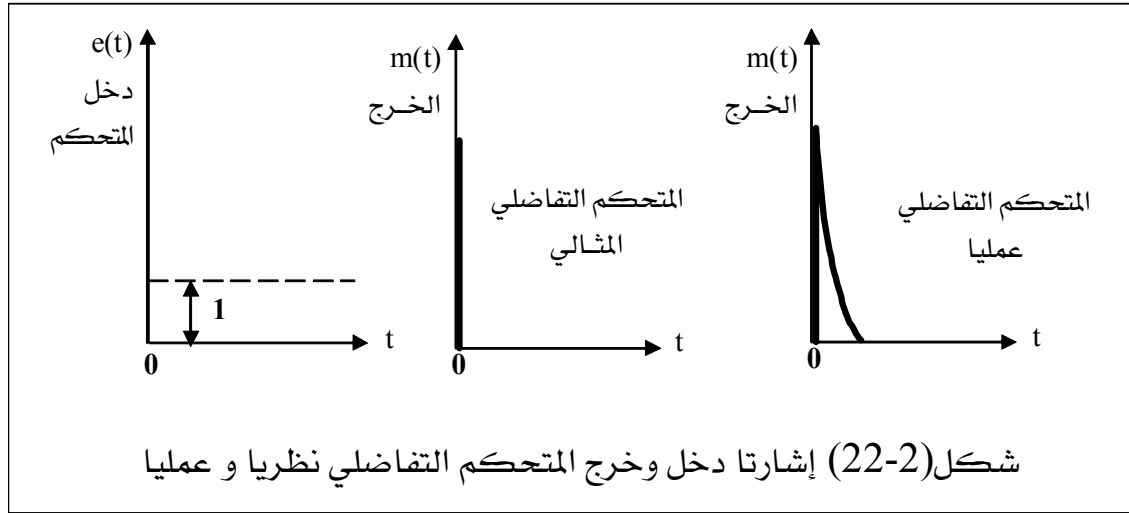 e(t)
دخل
المتحكم
1
0
t
m(t)
الخرج
المتحكم التفاضلي
المثالي
0
t
m(t)
الخرج
المتحكم التفاضلي
عمليا
0
t
شكل(2-22) إشارتا دخل وخرج المتحكم التفاضلي نظريا و عمليا